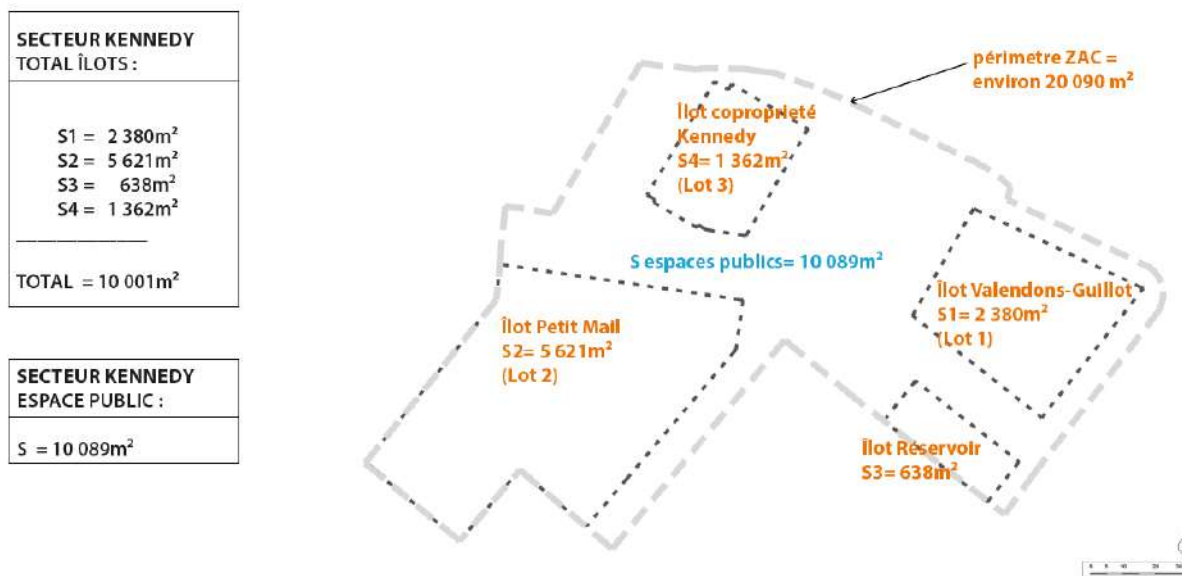 SECTEUR KENNEDY
TOTAL ÎLOTS :
S1 = 2 380m²
S2 = 5 621m²
S3 = 638m²
S4 = 1 362m²
TOTAL = 10 001m²
SECTEUR KENNEDY
ESPACE PUBLIC :
S = 10 089m²
périmetre ZAC =
environ 20 090 m²
Îlot coproprieté
Kennedy
S4= 1 362m²
(Lot 3)
S espaces publics= 10 089m²
Îlot Valendons-Guillot
S1= 2 380m²
(Lot 1)
Îlot Petit Mail
S2= 5 621m²
(Lot 2)
Îlot Réservoir
S3= 638m²